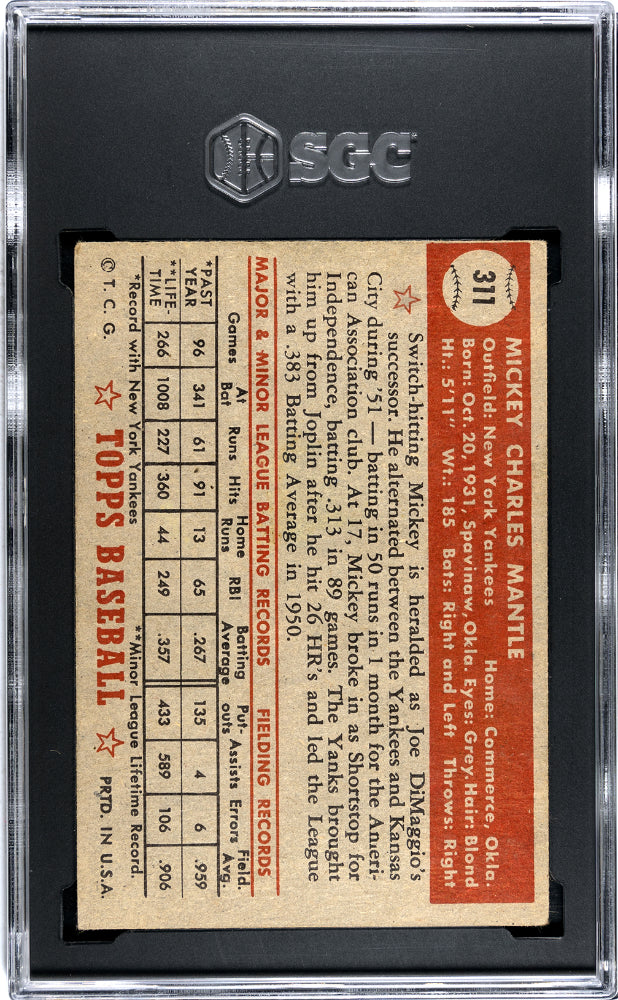 SGC
311
MICKEY CHARLES MANTLE
Outfield: New York Yankees Home: Commerce, Okla.
Born: Oct. 20, 1931, Spavinaw, Okla. Eyes: Grey. Hair: Blond
Ht.: 5'11" Wt.: 185 Bats: Right and Left Throws: Right
Switch-hitting Mickey is heralded as Joe DiMaggio's
successor. He alternated between the Yankees and Kansas
City during '51 — batting in 50 runs in 1 month for the Ameri-
can Association club. At 17, Mickey broke in as Shortstop for
Independence, batting .313 in 89 games. The Yanks brought
him up from Joplin after he hit 26 HR's and led the League
with a .383 Batting Average in 1950.
MAJOR & MINOR LEAGUE BATTING RECORDS FIELDING RECORDS
Games At Bat Runs Hits Home Runs RBI Batting Average Put-outs Assists Errors Field. Avg.
*PAST YEAR 96 341 61 91 13 65 .267 135 4 6 .959
**LIFE-TIME 266 1008 227 360 44 249 .357 433 589 106 .906
*Record with New York Yankees **Minor League Lifetime Record.
© T. C. G. TOPPS BASEBALL PRTD. IN U.S.A.